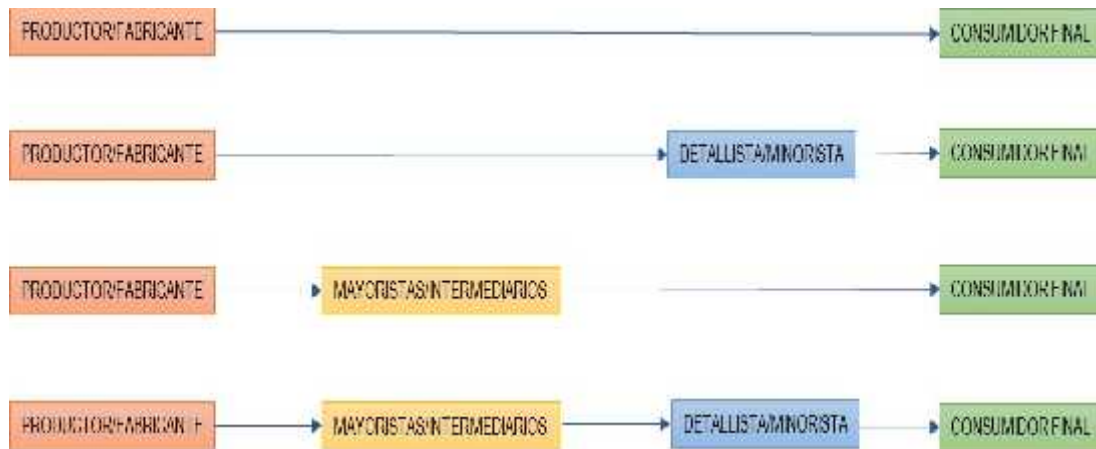 PRODUCTOR/FABRICANTE CONSUMIDOR FINAL
PRODUCTOR/FABRICANTE DETALLISTA/MINORISTA CONSUMIDOR FINAL
PRODUCTOR/FABRICANTE MAYORISTAS/INTERMEDIARIOS CONSUMIDOR FINAL
PRODUCTOR/FABRICANTE MAYORISTAS/INTERMEDIARIOS DETALLISTA/MINORISTA CONSUMIDOR FINAL